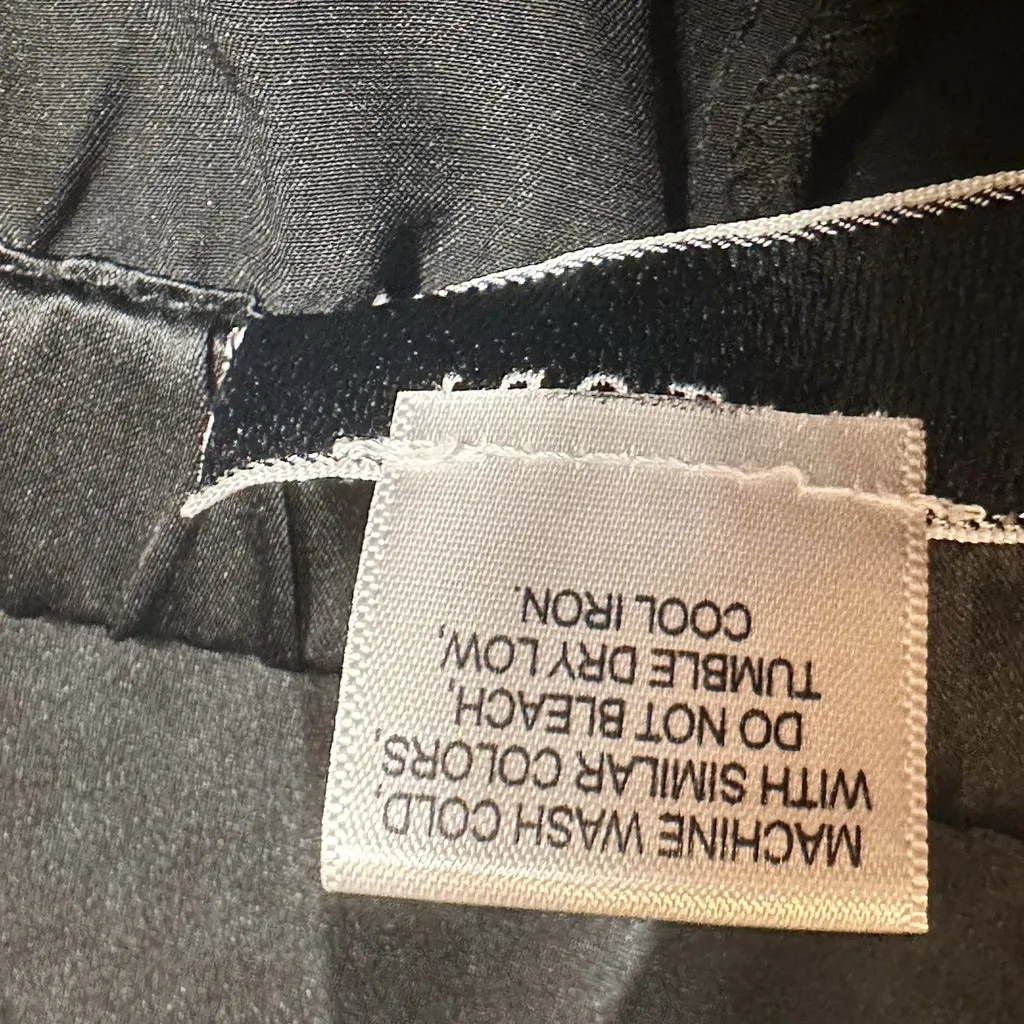 MACHINE WASH COLD,
WITH SIMILAR COLORS,
DO NOT BLEACH,
TUMBLE DRY LOW,
COOL IRON.